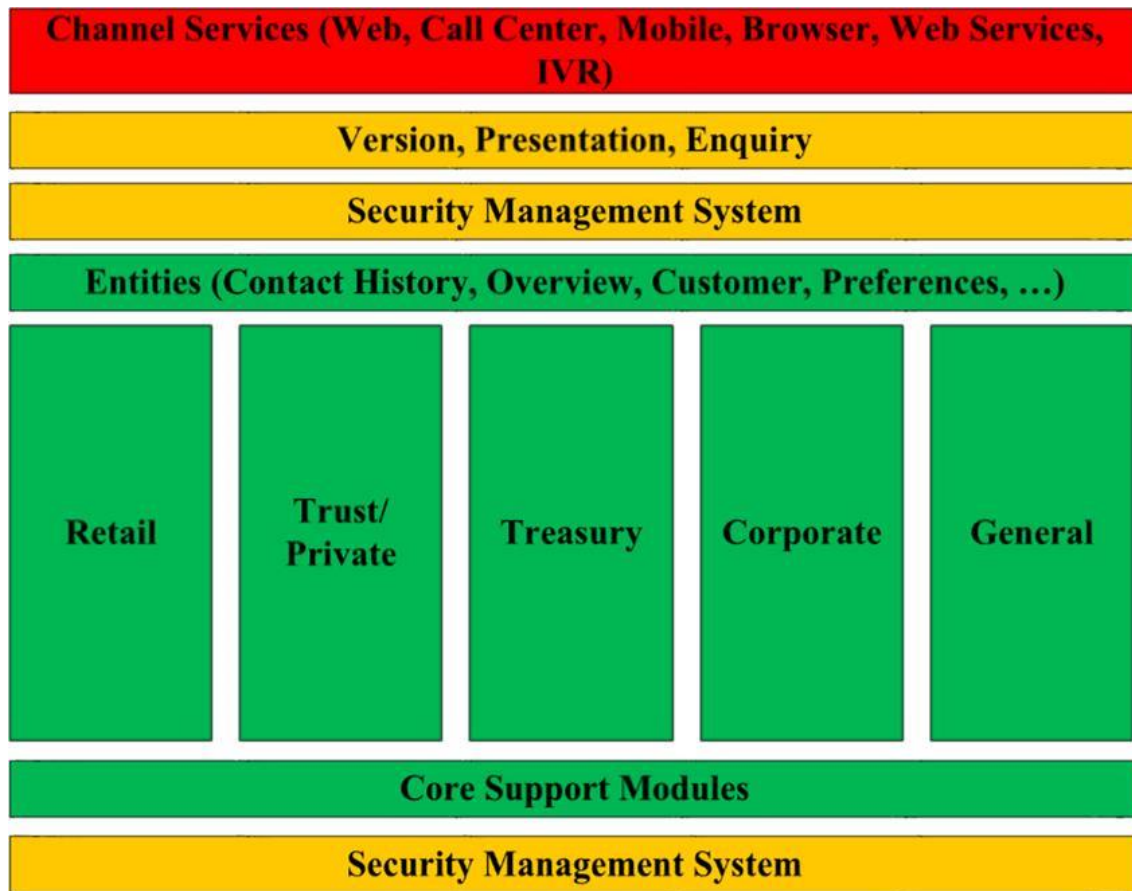 Channel Services (Web, Call Center, Mobile, Browser, Web Services,
IVR)
Version, Presentation, Enquiry
Security Management System
Entities (Contact History, Overview, Customer, Preferences, …)
Retail
Trust/
Private
Treasury
Corporate
General
Core Support Modules
Security Management System